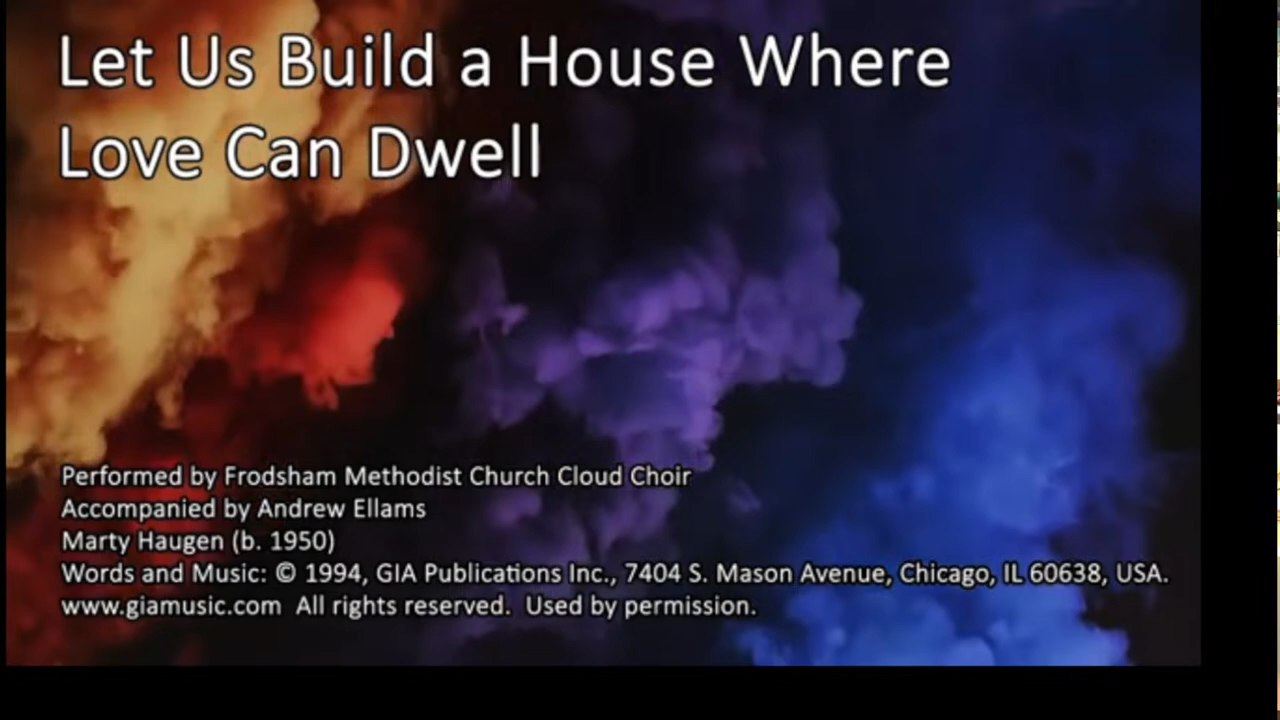 Let Us Build a House Where
Love Can Dwell
Performed by Frodsham Methodist Church Cloud Choir
Accompanied by Andrew Ellams
Marty Haugen (b. 1950)
Words and Music: © 1994, GIA Publications Inc., 7404 S. Mason Avenue, Chicago, IL 60638, USA.
www.giamusic.com  All rights reserved.  Used by permission.